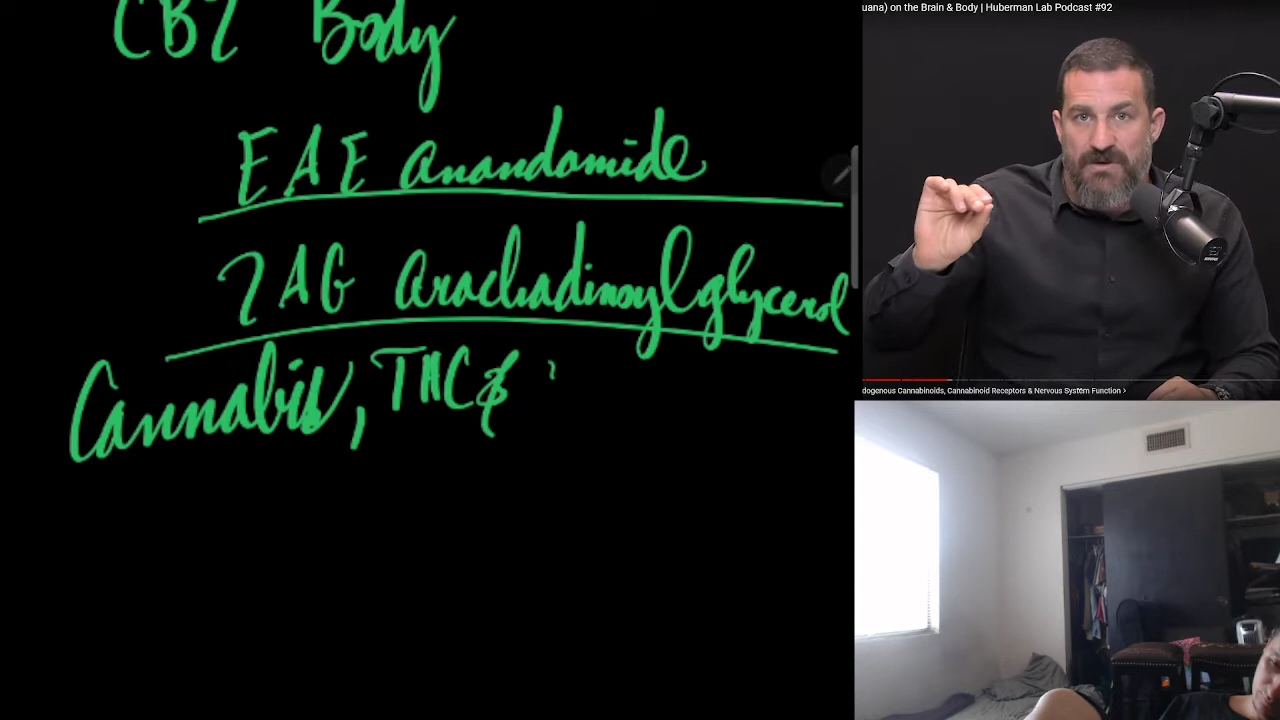 uana) on the Brain & Body | Huberman Lab Podcast #92
CB2 Body
EAE anandamide
2AG arachadinoylglycerol
Cannabis, THC &
dogenous Cannabinoids, Cannabinoid Receptors & Nervous System Function >